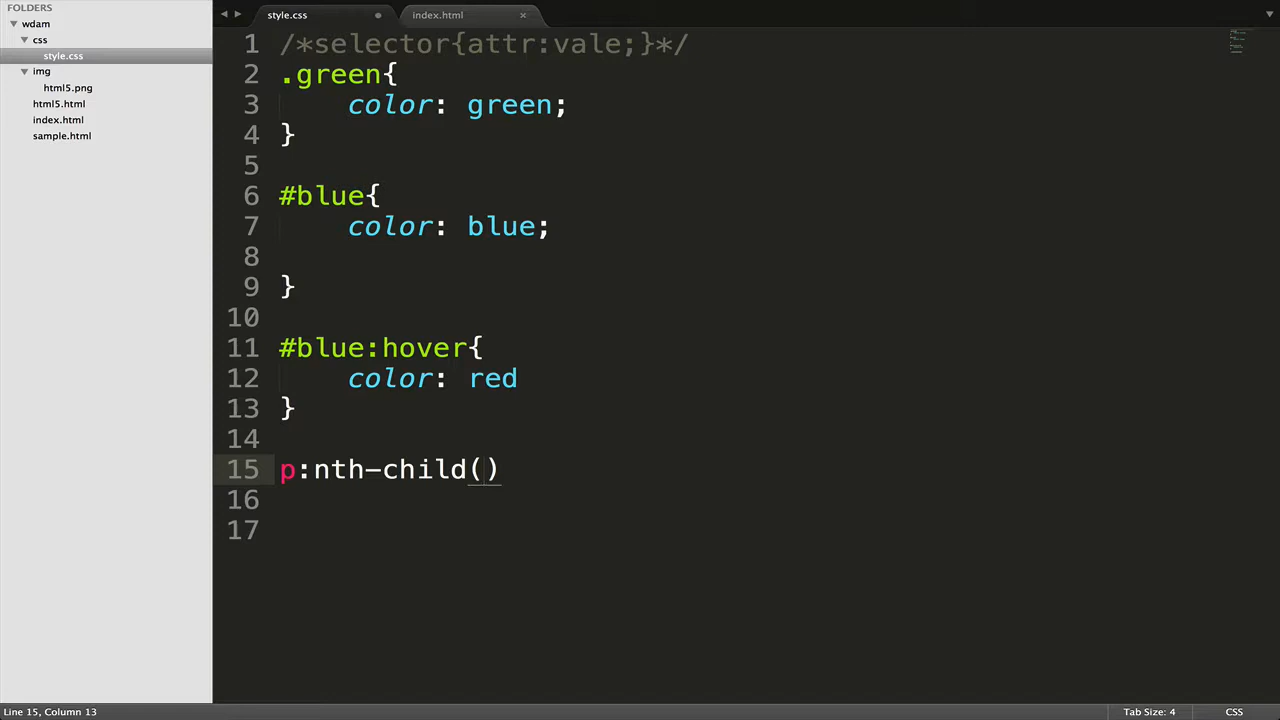 FOLDERS
wdam
css
style.css
img
html5.png
html5.html
index.html
sample.html
style.css
index.html
1 /*selector{attr:vale;}*/
2 .green{
3 color: green;
4 }
5
6 #blue{
7 color: blue;
8
9 }
10
11 #blue:hover{
12 color: red
13 }
14
15 p:nth-child()
16
17
Line 15, Column 13
Tab Size: 4
CSS